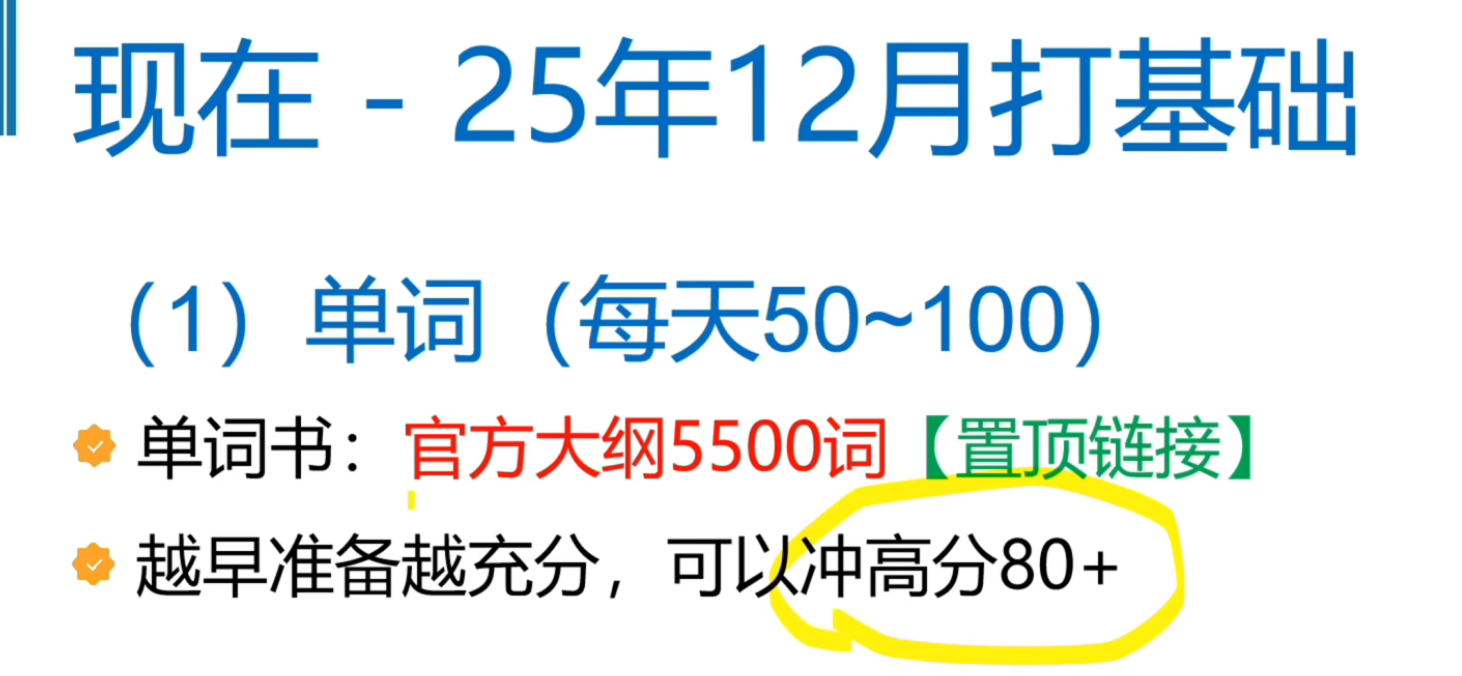 现在 - 25年12月打基础
（1）单词（每天50~100）
单词书：官方大纲5500词【置顶链接】
越早准备越充分，可以冲高分80+